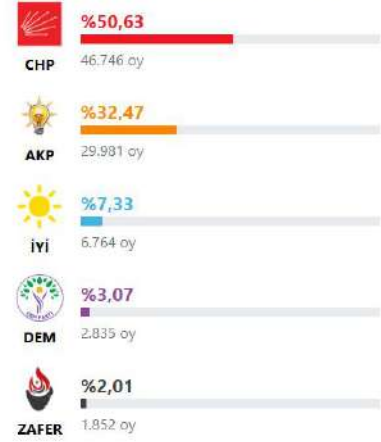 %50,63
CHP
46.746 oy
%32,47
AKP
29.981 oy
%7,33
İYİ
6.764 oy
%3,07
DEM
2.835 oy
%2,01
ZAFER
1.852 oy